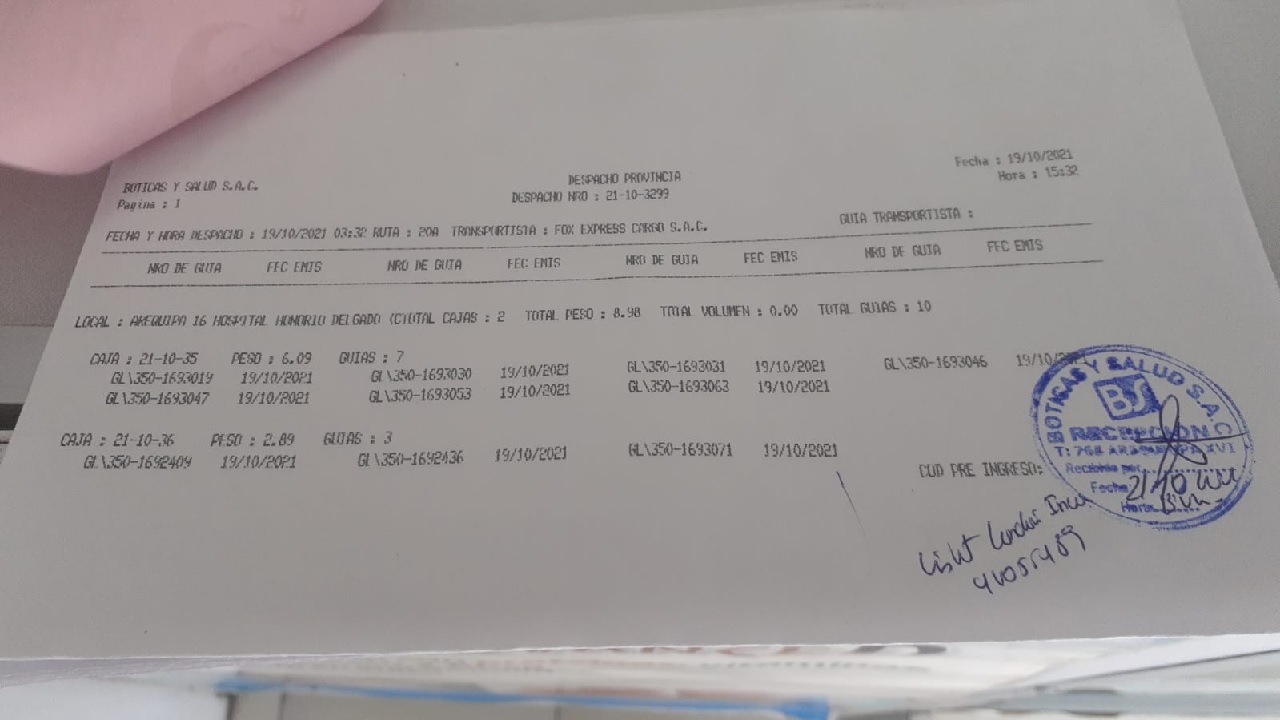 Fecha : 19/10/2021
BOTICAS Y SALUD S.A.C. DESPACHO PROVINCIA Hora : 15:32
Pagina : 1 DESPACHO NRO : 21-10-3299
FECHA Y HORA DESPACHO : 19/10/2021 03:32 RUTA : 20A TRANSPORTISTA : FOX EXPRESS CARGO S.A.C. GUIA TRANSPORTISTA :
NRO DE GUIA FEC EMIS NRO DE GUIA FEC EMIS NRO DE GUIA FEC EMIS NRO DE GUIA FEC EMIS
LOCAL : AREQUIPA 16 HOSPITAL HONORIO DELGADO (C)TOTAL CAJAS : 2 TOTAL PESO : 8.98 TOTAL VOLUMEN : 0.00 TOTAL GUIAS : 10
CAJA : 21-10-35 PESO : 6.09 GUIAS : 7
GL\350-1693019 19/10/2021 GL\350-1693030 19/10/2021 GL\350-1693031 19/10/2021 GL\350-1693046 19/10/2021
GL\350-1693047 19/10/2021 GL\350-1693053 19/10/2021 GL\350-1693063 19/10/2021
CAJA : 21-10-36 PESO : 2.89 GUIAS : 3
GL\350-1692409 19/10/2021 GL\350-1692436 19/10/2021 GL\350-1693071 19/10/2021
CUD PRE INGRESO:
BOTICAS Y SALUD S.A.C.
BS
RECEPCION
Recibido por
Fecha
Hora